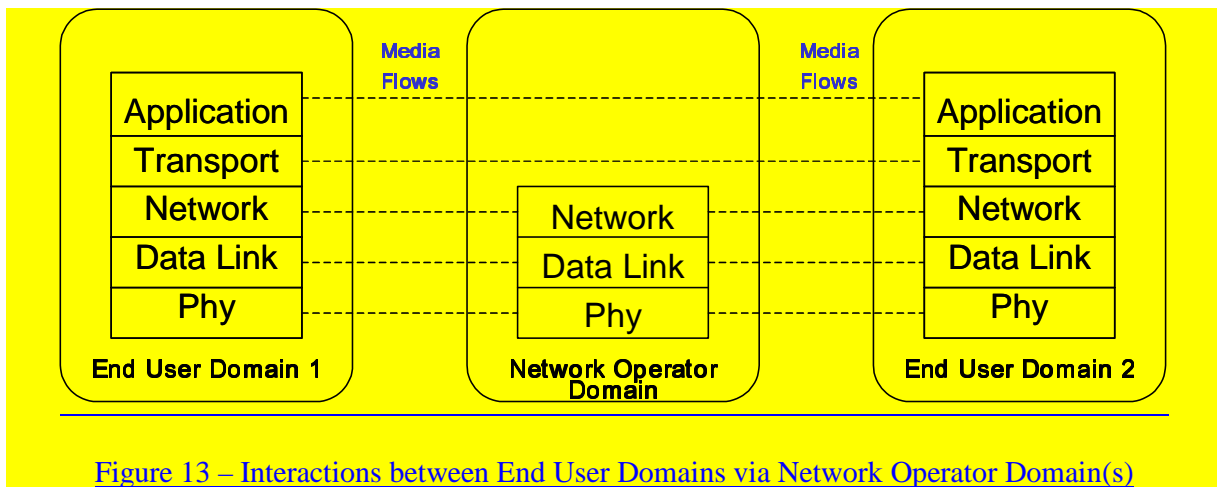 Media
Flows
Media
Flows
Application
Transport
Network
Data Link
Phy
End User Domain 1
Network
Data Link
Phy
Network Operator
Domain
Application
Transport
Network
Data Link
Phy
End User Domain 2
Figure 13 – Interactions between End User Domains via Network Operator Domain(s)